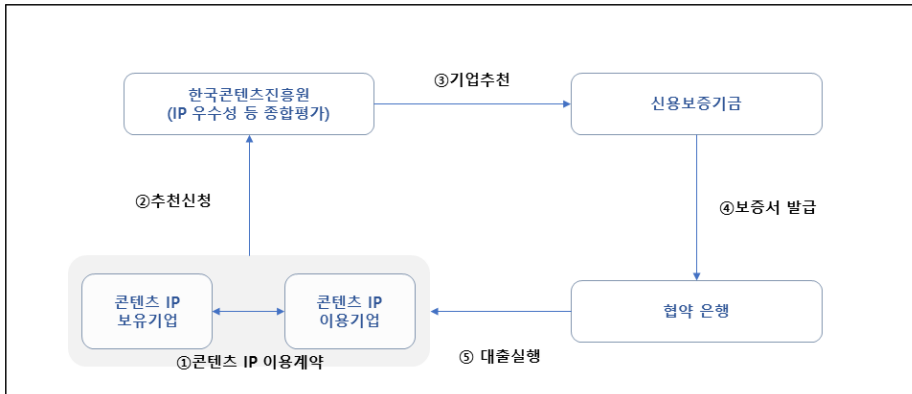 ③기업추천
한국콘텐츠진흥원
(IP 우수성 등 종합평가)
신용보증기금
②추천신청
④보증서 발급
콘텐츠 IP
보유기업
콘텐츠 IP
이용기업
협약 은행
①콘텐츠 IP 이용계약
⑤ 대출실행